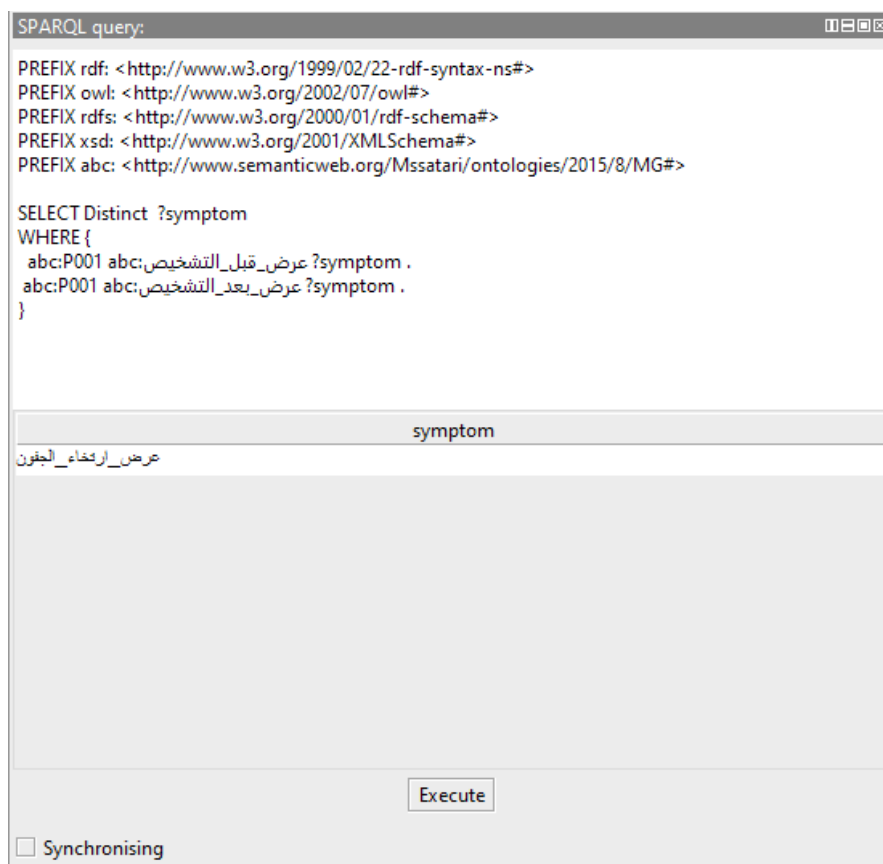 SPARQL query:
PREFIX rdf: <http://www.w3.org/1999/02/22-rdf-syntax-ns#>
PREFIX owl: <http://www.w3.org/2002/07/owl#>
PREFIX rdfs: <http://www.w3.org/2000/01/rdf-schema#>
PREFIX xsd: <http://www.w3.org/2001/XMLSchema#>
PREFIX abc: <http://www.semanticweb.org/Mssatari/ontologies/2015/8/MG#>
SELECT Distinct ?symptom
WHERE {
abc:P001 abc:عرض_قبل_التشخيص ?symptom .
abc:P001 abc:عرض_بعد_التشخيص ?symptom .
}
symptom
عرض_ارتخاء_الجفون
Execute
Synchronising